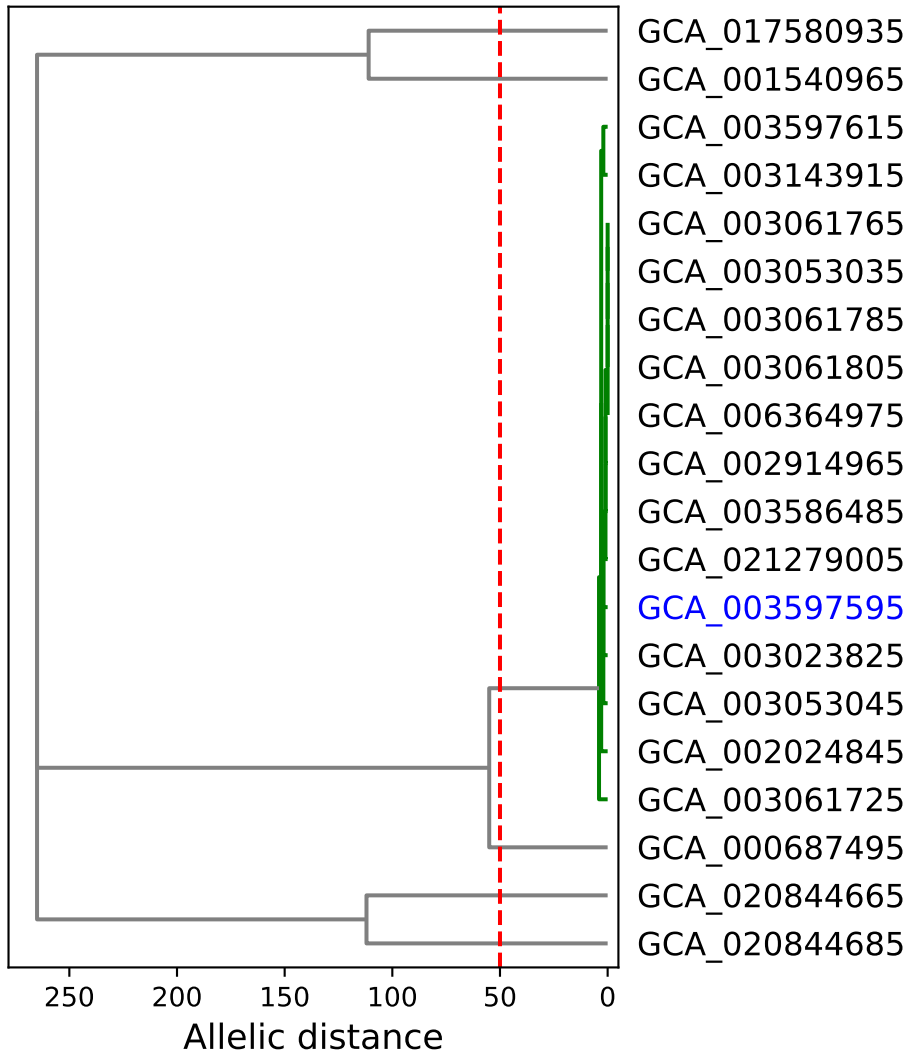 GCA_017580935
GCA_001540965
GCA_003597615
GCA_003143915
GCA_003061765
GCA_003053035
GCA_003061785
GCA_003061805
GCA_006364975
GCA_002914965
GCA_003586485
GCA_021279005
GCA_003597595
GCA_003023825
GCA_003053045
GCA_002024845
GCA_003061725
GCA_000687495
GCA_020844665
GCA_020844685
250 200 150 100 50 0
Allelic distance